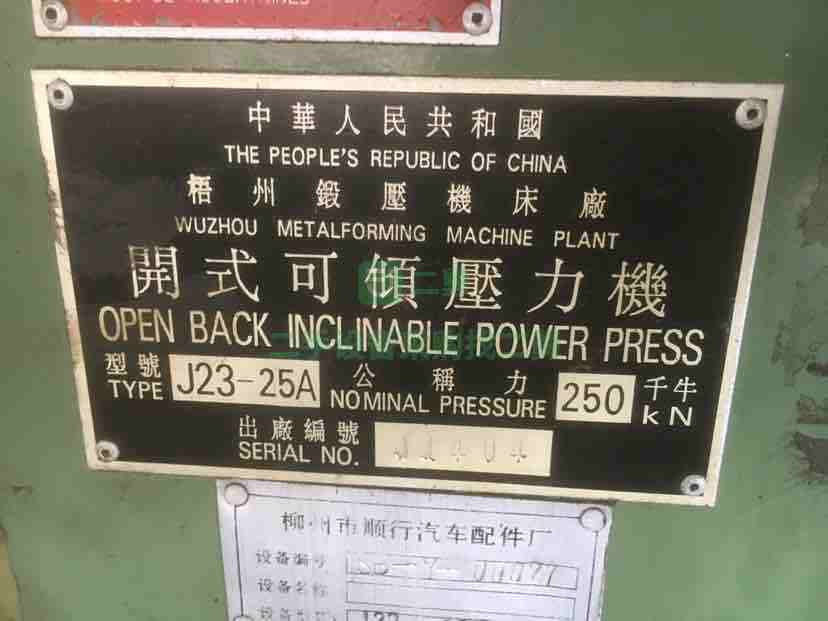 中華人民共和國
THE PEOPLE'S REPUBLIC OF CHINA
梧州鍛壓機床廠
WUZHOU METALFORMING MACHINE PLANT
開式可傾壓力機
OPEN BACK INCLINABLE POWER PRESS
型號 J23-25A 公稱力 250 千牛
TYPE NOMINAL PRESSURE kN
出廠編號
SERIAL NO.
柳州市顺行汽车配件厂
设备编号
设备名称